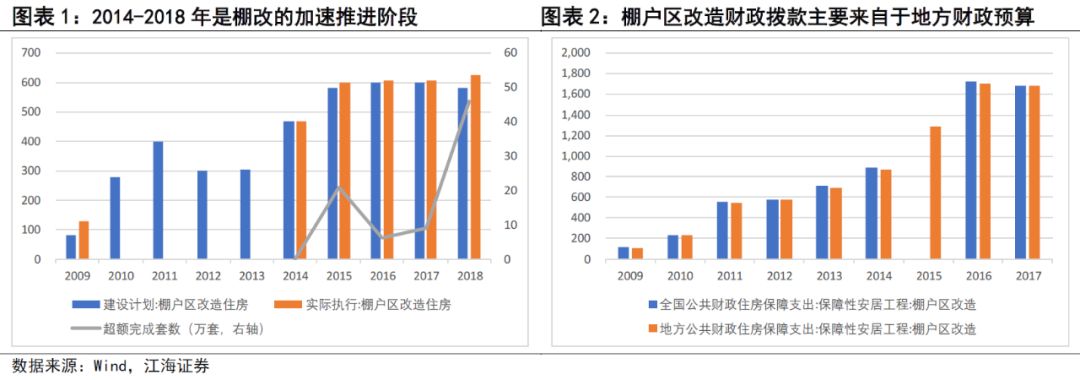 图表 1：2014-2018 年是棚改的加速推进阶段
700
600
500
400
300
200
100
0
60
50
40
30
20
10
0
2009 2010 2011 2012 2013 2014 2015 2016 2017 2018
建设计划:棚户区改造住房
实际执行:棚户区改造住房
超额完成套数（万套，右轴）
图表 2：棚户区改造财政拨款主要来自于地方财政预算
2,000
1,800
1,600
1,400
1,200
1,000
800
600
400
200
0
2009 2010 2011 2012 2013 2014 2015 2016 2017
全国公共财政住房保障支出:保障性安居工程:棚户区改造
地方公共财政住房保障支出:保障性安居工程:棚户区改造
数据来源：Wind，江海证券